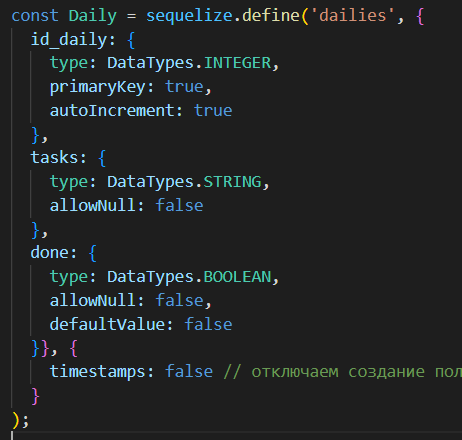 const Daily = sequelize.define('dailies', {
id_daily: {
type: DataTypes.INTEGER,
primaryKey: true,
autoIncrement: true
},
tasks: {
type: DataTypes.STRING,
allowNull: false
},
done: {
type: DataTypes.BOOLEAN,
allowNull: false,
defaultValue: false
}}, {
timestamps: false // отключаем создание
}
);